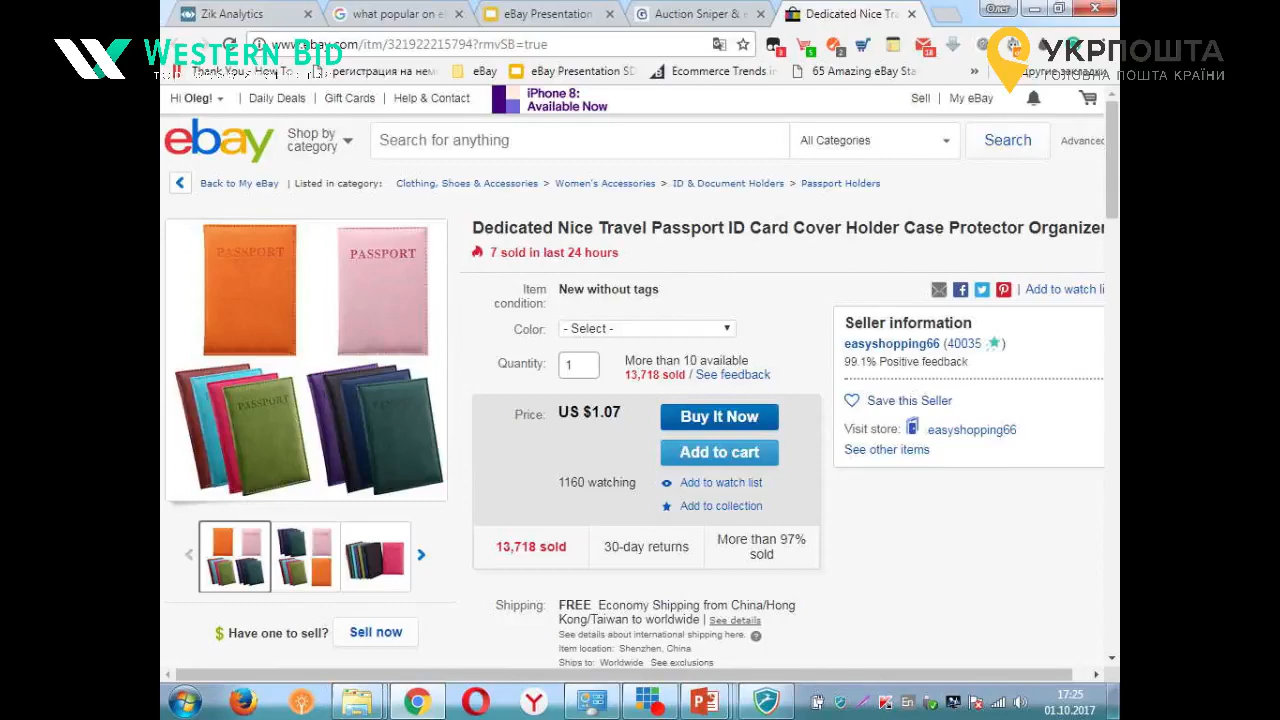 Zik Analytics
what popular on e
eBay Presentation
Auction Sniper & e
Dedicated Nice Tra
Олег
www.ebay.com/itm/321922215794?rmvSB=true
WESTERN BID
УКРПОШТА
ГОЛОВНА ПОШТА КРАЇНИ
Thank You, How To
регистрация на нем
eBay
eBay Presentation SD
Ecommerce Trends in
65 Amazing eBay Sta
»
Другие закладки
Hi Oleg!
Daily Deals
Gift Cards
Help & Contact
iPhone 8:
Available Now
Sell
My eBay
ebay
Shop by
category
Search for anything
All Categories
Search
Advanced
Back to My eBay | Listed in category: Clothing, Shoes & Accessories > Women's Accessories > ID & Document Holders > Passport Holders
PASSPORT
PASSPORT
PASSPORT
PASSPORT
Dedicated Nice Travel Passport ID Card Cover Holder Case Protector Organizer
7 sold in last 24 hours
Item
condition:
New without tags
Add to watch li
Color:
- Select -
Quantity:
1
More than 10 available
13,718 sold / See feedback
Price:
US $1.07
Buy It Now
Add to cart
1160 watching
Add to watch list
Add to collection
13,718 sold
30-day returns
More than 97%
sold
Seller information
easyshopping66 (40035 )
99.1% Positive feedback
Save this Seller
Visit store: easyshopping66
See other items
$ Have one to sell?
Sell now
Shipping:
FREE Economy Shipping from China/Hong
Kong/Taiwan to worldwide | See details
See details about international shipping here.
Item location: Shenzhen, China
Ships to: Worldwide See exclusions
En
17:25
01.10.2017